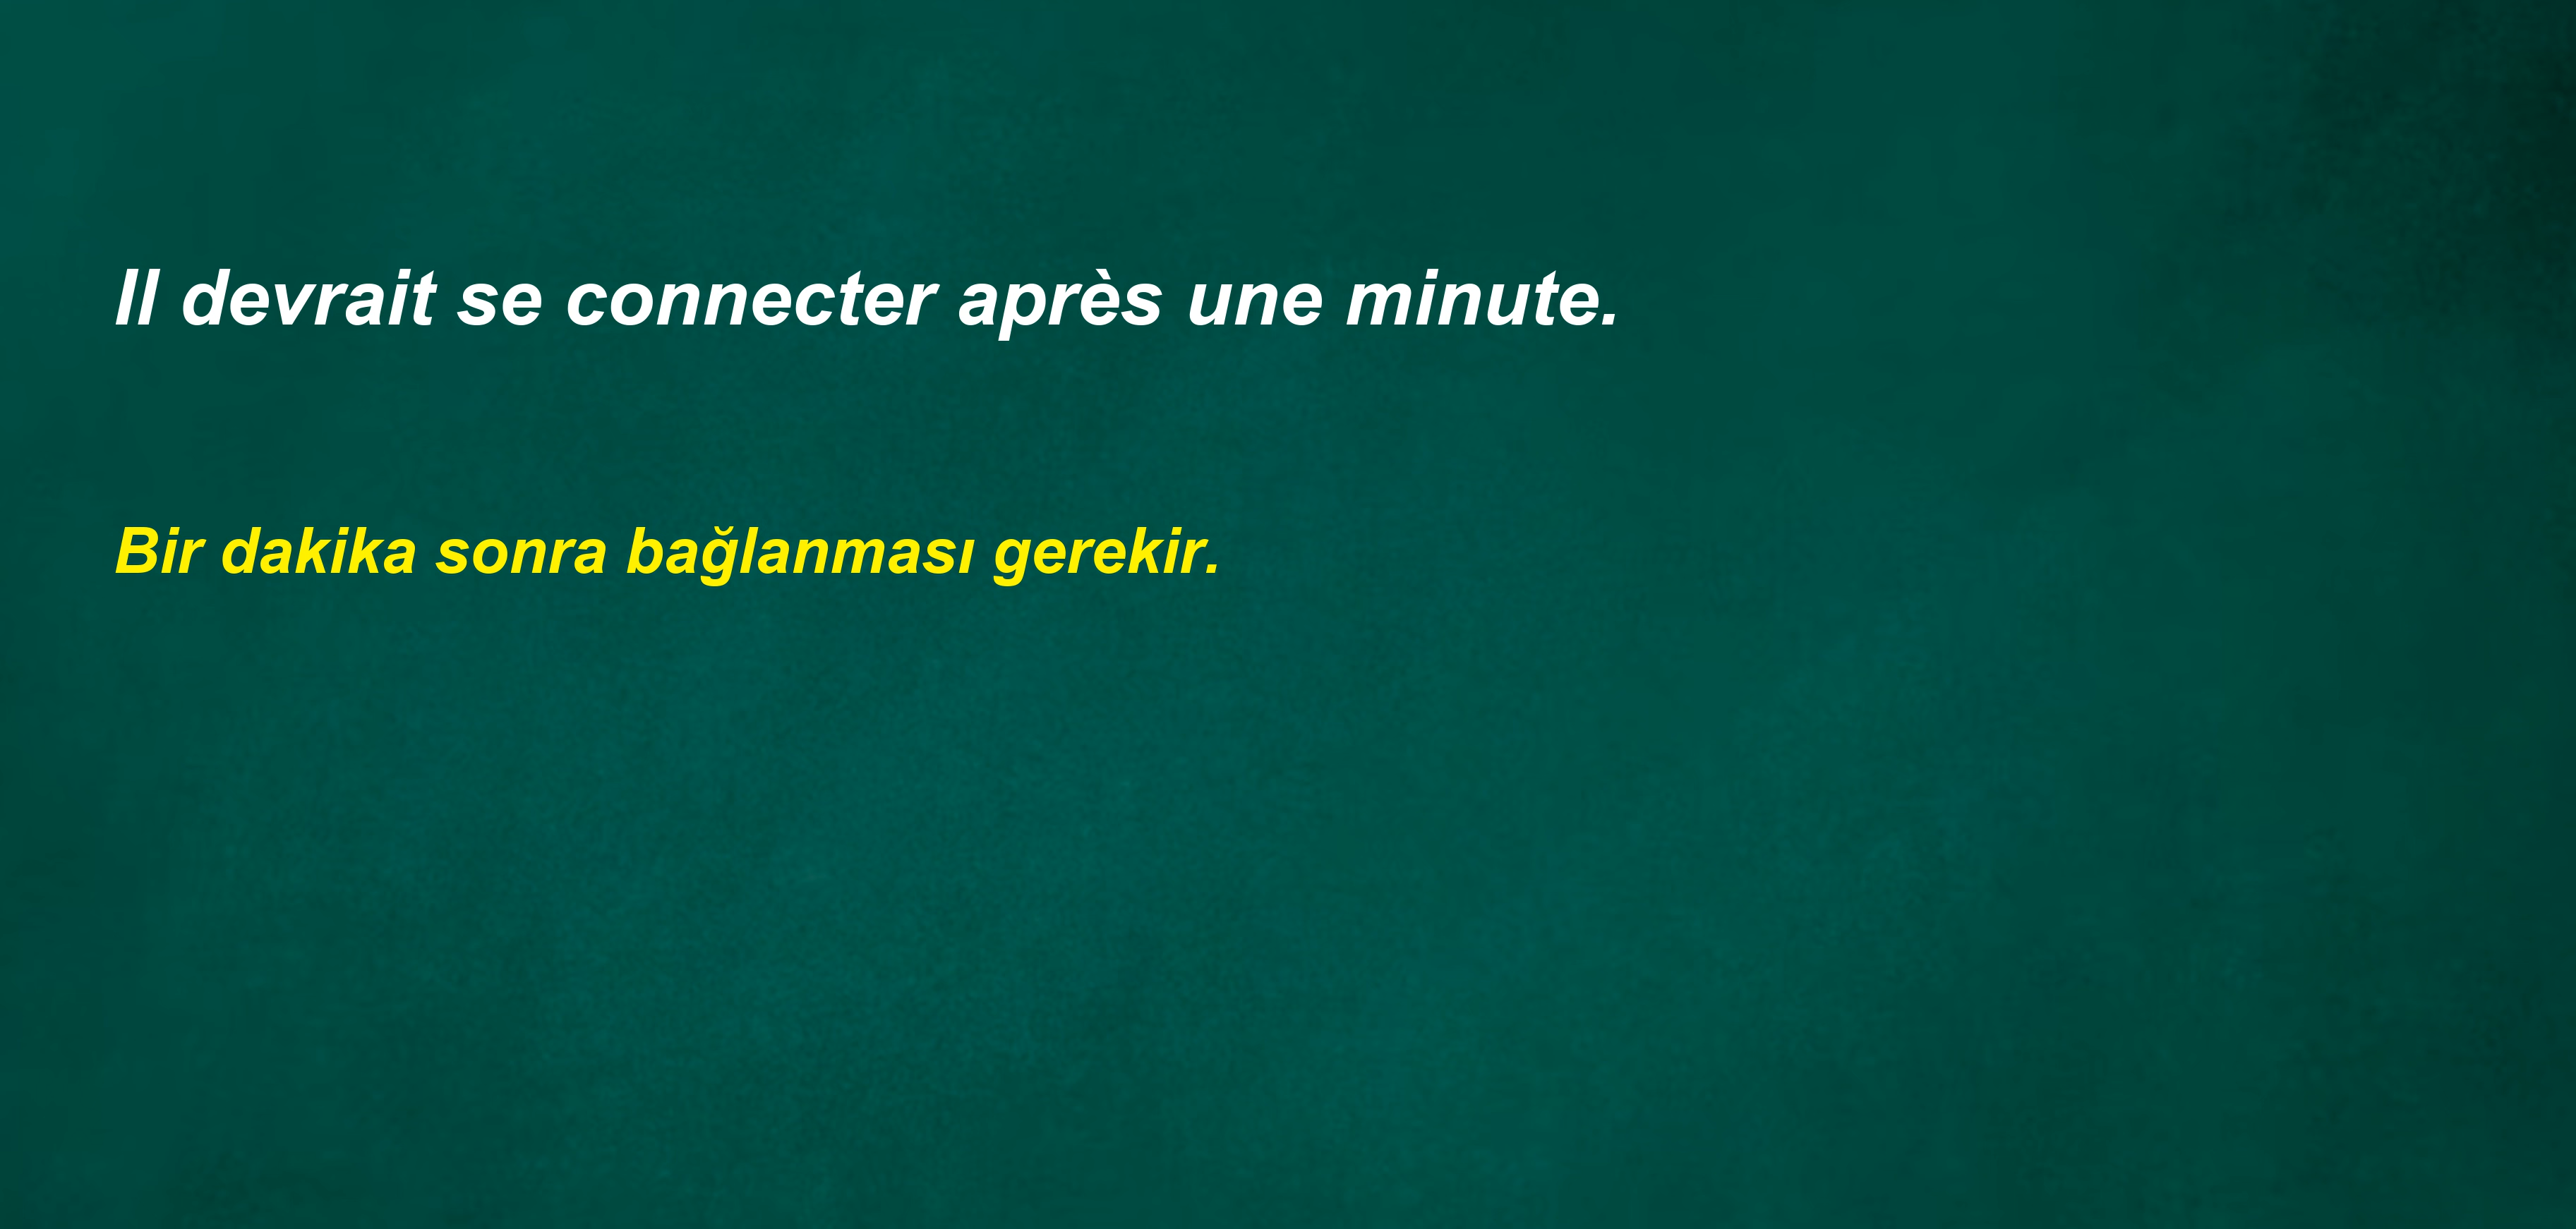 Il devrait se connecter après une minute.
Bir dakika sonra bağlanması gerekir.